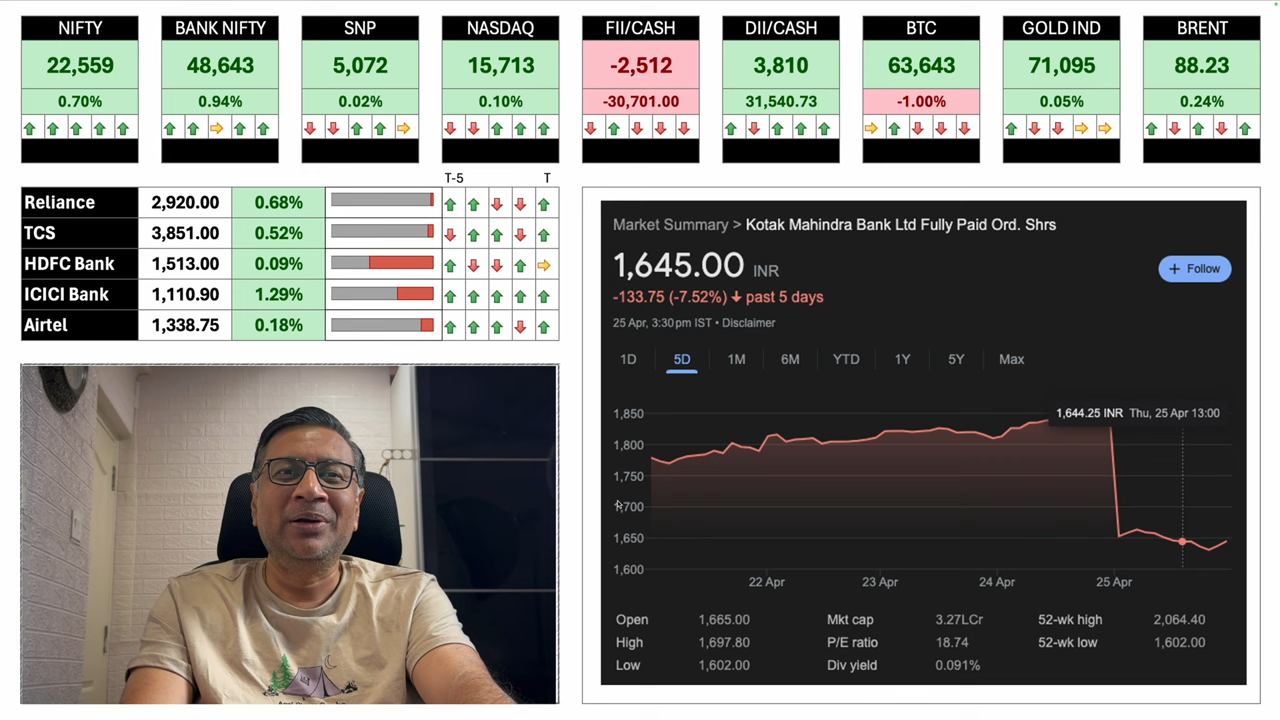 NIFTY BANK NIFTY SNP NASDAQ FII/CASH DII/CASH BTC GOLD IND BRENT
22,559 48,643 5,072 15,713 -2,512 3,810 63,643 71,095 88.23
0.70% 0.94% 0.02% 0.10% -30,701.00 31,540.73 -1.00% 0.05% 0.24%
T-5 T
Reliance 2,920.00 0.68%
TCS 3,851.00 0.52%
HDFC Bank 1,513.00 0.09%
ICICI Bank 1,110.90 1.29%
Airtel 1,338.75 0.18%
Market Summary > Kotak Mahindra Bank Ltd Fully Paid Ord. Shrs
1,645.00 INR
+ Follow
-133.75 (-7.52%) past 5 days
25 Apr, 3:30 pm IST • Disclaimer
1D 5D 1M 6M YTD 1Y 5Y Max
1,644.25 INR Thu, 25 Apr 13:00
1,850
1,800
1,750
1,700
1,650
1,600
22 Apr 23 Apr 24 Apr 25 Apr
Open 1,665.00 Mkt cap 3.27LCr 52-wk high 2,064.40
High 1,697.80 P/E ratio 18.74 52-wk low 1,602.00
Low 1,602.00 Div yield 0.091%